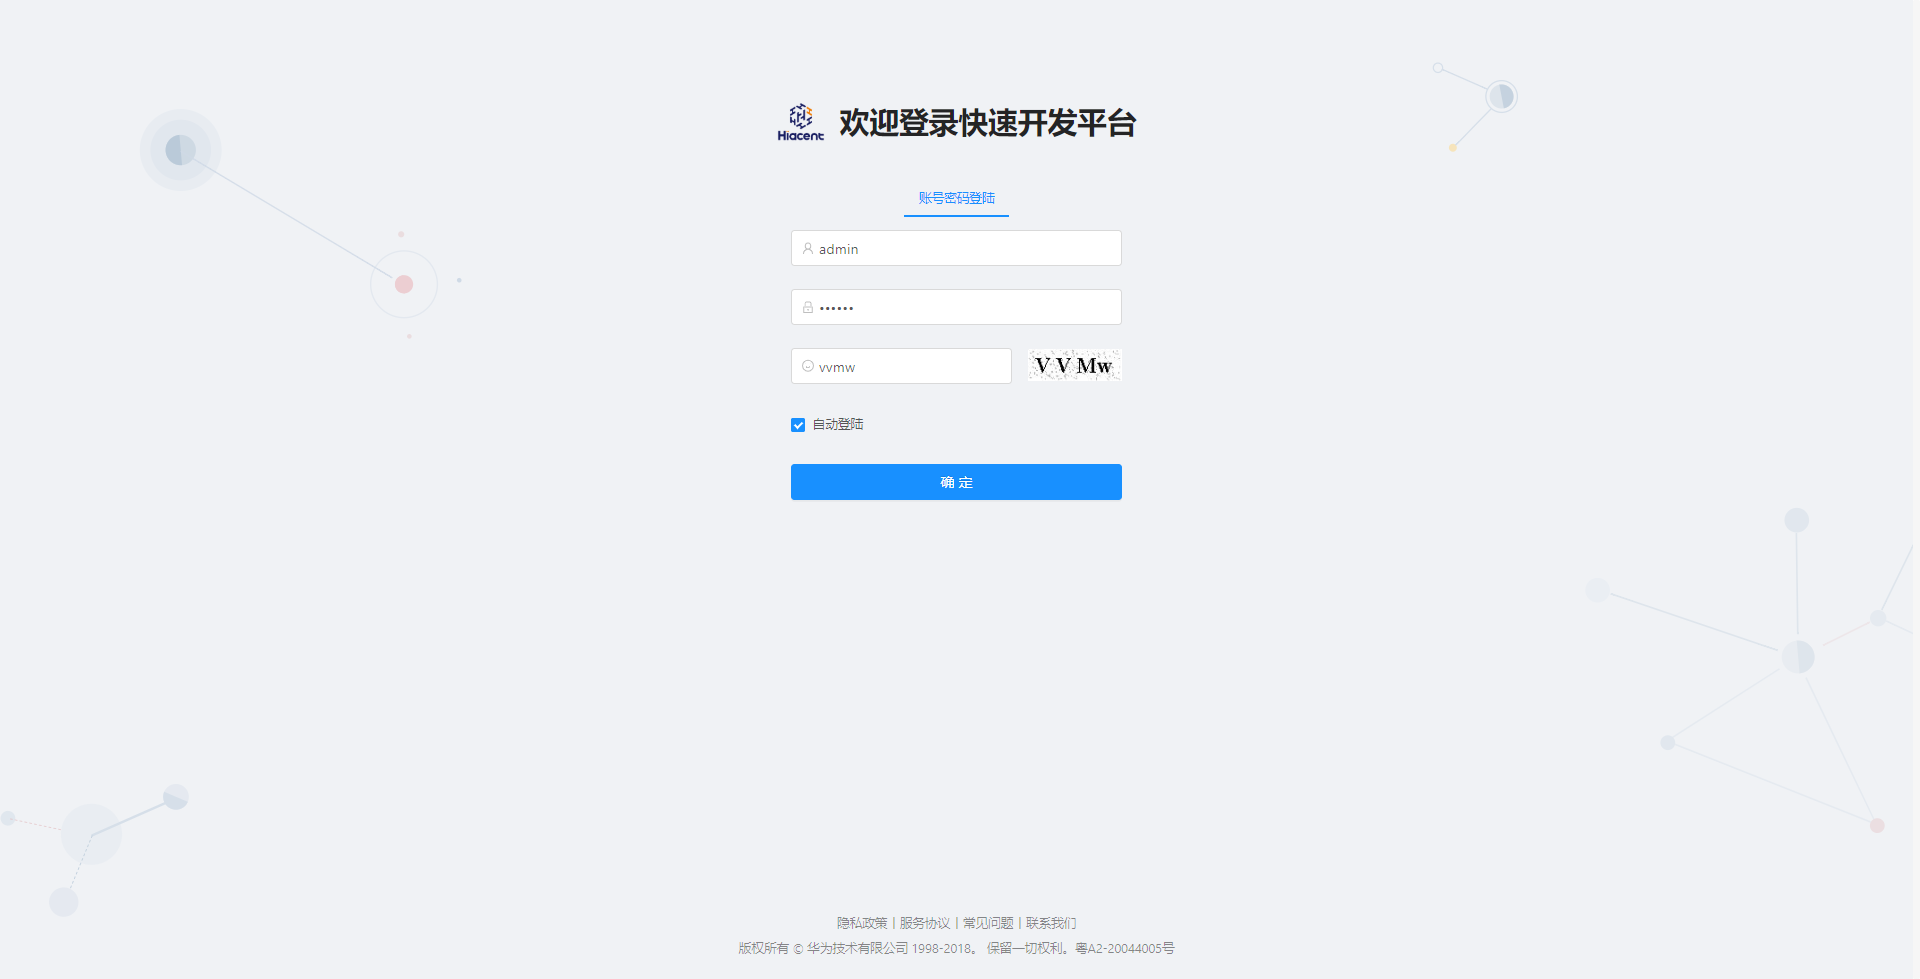 Hiacent
欢迎登录快速开发平台
账号密码登陆
admin
••••••
vvmw
V V Mw
自动登陆
确 定
隐私政策 | 服务协议 | 常见问题 | 联系我们
版权所有 © 华为技术有限公司 1998-2018。 保留一切权利。粤A2-20044005号